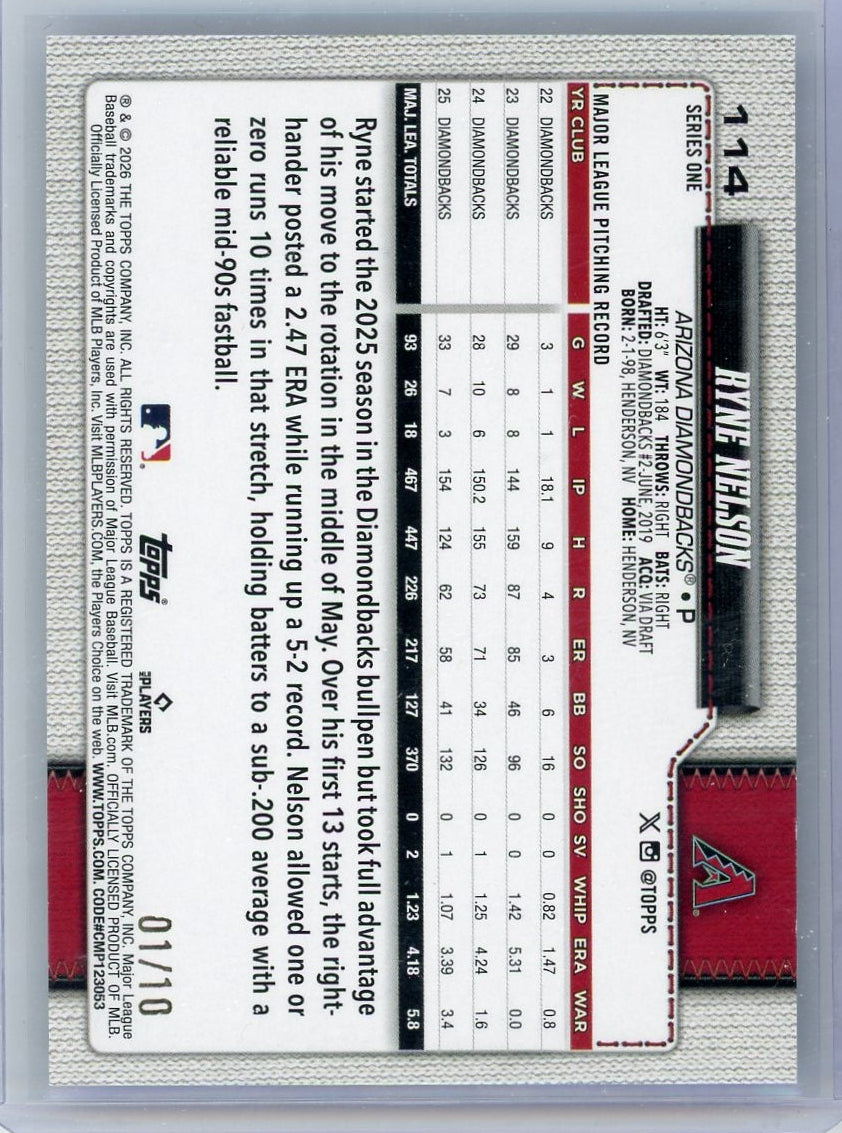 114
SERIES ONE
RYNE NELSON
ARIZONA DIAMONDBACKS® • P
HT: 6'3" WT: 184 THROWS: RIGHT BATS: RIGHT
DRAFTED: DIAMONDBACKS #2-JUNE, 2019 ACQ: VIA DRAFT
BORN: 2-1-98, HENDERSON, NV HOME: HENDERSON, NV
X @TOPPS
MAJOR LEAGUE PITCHING RECORD
YR CLUB G W L IP H R ER BB SO SHO SV WHIP ERA WAR
22 DIAMONDBACKS 3 1 1 18.1 9 4 3 6 16 0 0 0.82 1.47 0.8
23 DIAMONDBACKS 29 8 8 144 159 87 85 46 96 0 0 1.42 5.31 0.0
24 DIAMONDBACKS 28 10 6 150.2 155 73 71 34 126 0 1 1.25 4.24 1.6
25 DIAMONDBACKS 33 7 3 154 124 62 58 41 132 0 1 1.07 3.39 3.4
MAJ. LEA. TOTALS 93 26 18 467 447 226 217 127 370 0 2 1.23 4.18 5.8
Ryne started the 2025 season in the Diamondbacks bullpen but took full advantage
of his move to the rotation in the middle of May. Over his first 13 starts, the right-
hander posted a 2.47 ERA while running up a 5-2 record. Nelson allowed one or
zero runs 10 times in that stretch, holding batters to a sub-.200 average with a
reliable mid-90s fastball.
topps®
PLAYERS
01/10
® & © 2026 THE TOPPS COMPANY, INC. ALL RIGHTS RESERVED. TOPPS IS A REGISTERED TRADEMARK OF THE TOPPS COMPANY, INC. Major League
Baseball trademarks and copyrights are used with permission of Major League Baseball. Visit MLB.com. OFFICIALLY LICENSED PRODUCT OF MLB.
Officially Licensed Product of MLB Players, Inc. Visit MLBPLAYERS.COM, the Players Choice on the web. WWW.TOPPS.COM. CODE#CMP123053